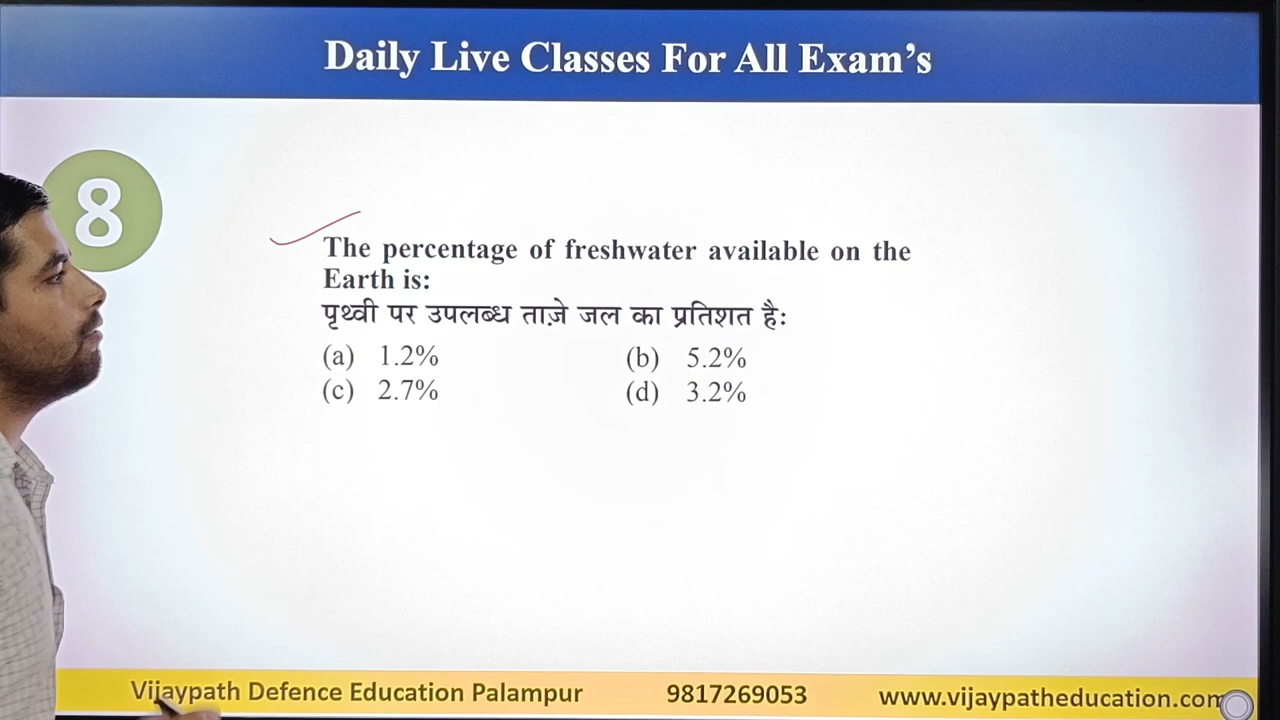 Daily Live Classes For All Exam's
8
The percentage of freshwater available on the
Earth is:
पृथ्वी पर उपलब्ध ताज़े जल का प्रतिशत है:
(a) 1.2% (b) 5.2%
(c) 2.7% (d) 3.2%
Vijaypath Defence Education Palampur 9817269053 www.vijaypatheducation.com